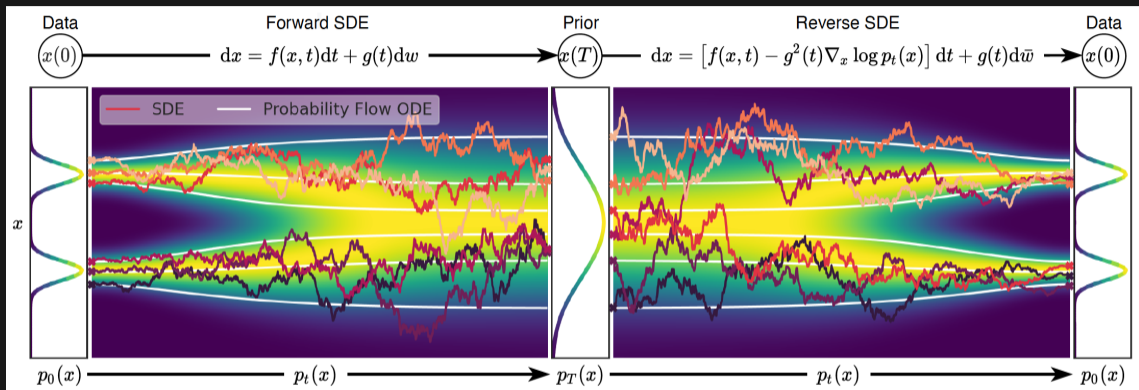 Data Forward SDE Prior Reverse SDE Data
x(0) dx = f(x,t)dt + g(t)dw x(T) dx = [f(x,t) − g²(t)∇ₓ log pₜ(x)] dt + g(t)dw̄ x(0)
SDE Probability Flow ODE
x
p₀(x) pₜ(x) p_T(x) pₜ(x) p₀(x)